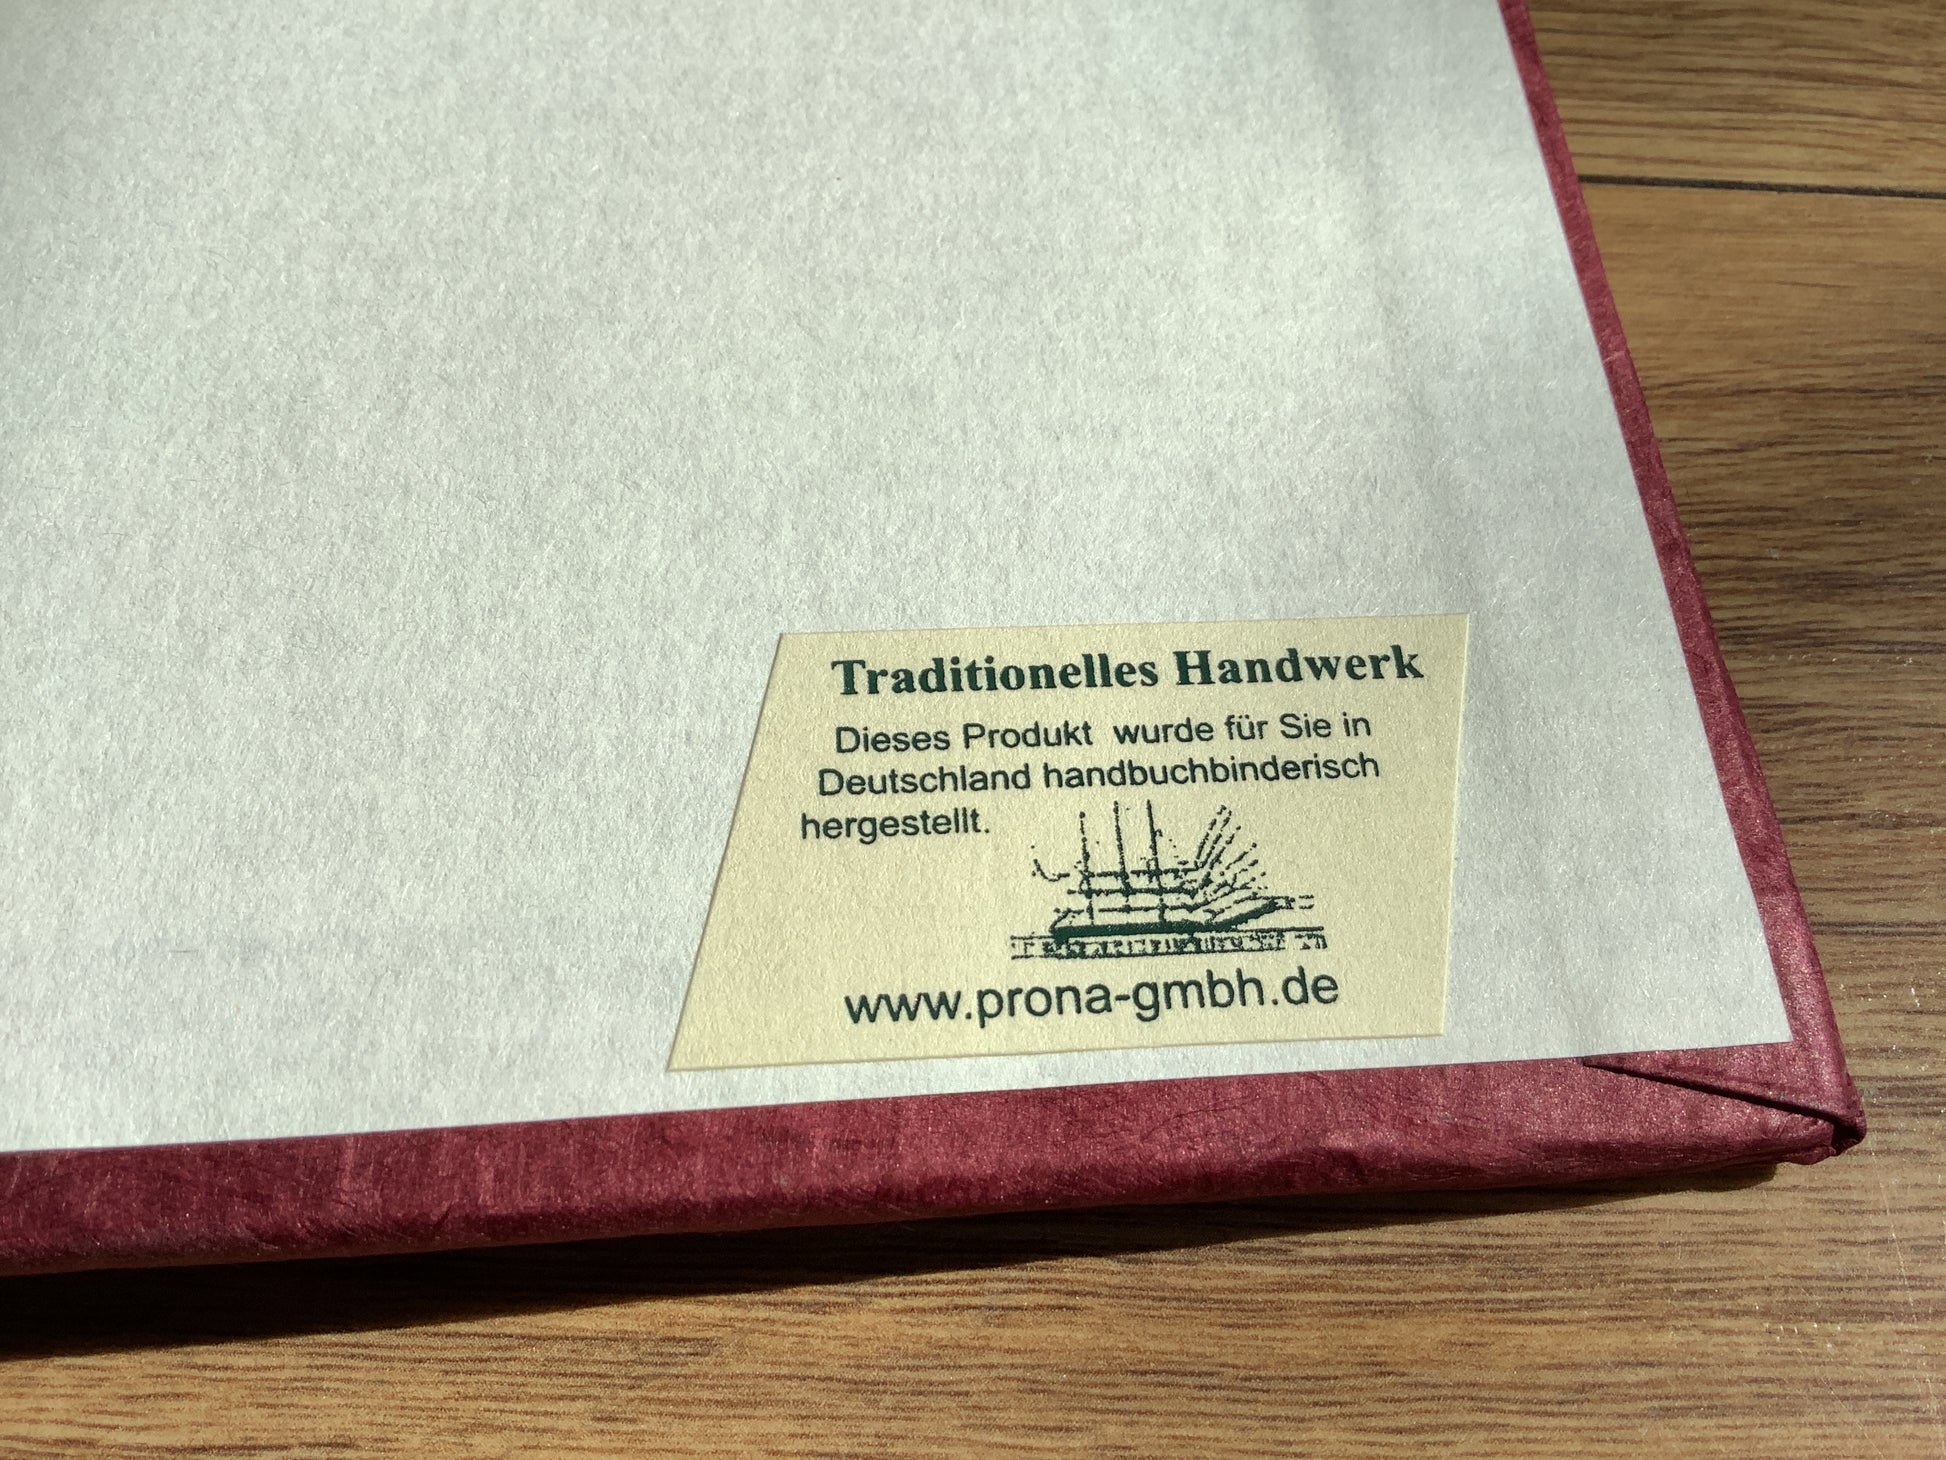 Traditionelles Handwerk
Dieses Produkt wurde für Sie in
Deutschland handbuchbinderisch
hergestellt.
www.prona-gmbh.de